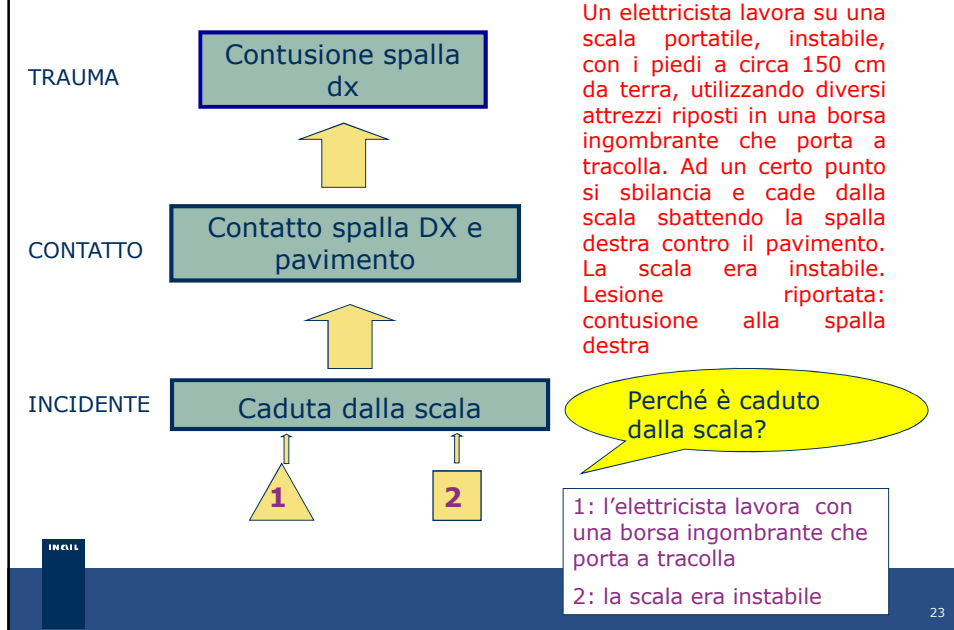 TRAUMA
Contusione spalla
dx
CONTATTO
Contatto spalla DX e
pavimento
INCIDENTE
Caduta dalla scala
1
2
Un elettricista lavora su una
scala portatile, instabile,
con i piedi a circa 150 cm
da terra, utilizzando diversi
attrezzi riposti in una borsa
ingombrante che porta a
tracolla. Ad un certo punto
si sbilancia e cade dalla
scala sbattendo la spalla
destra contro il pavimento.
La scala era instabile.
Lesione riportata:
contusione alla spalla
destra
Perché è caduto
dalla scala?
1: l’elettricista lavora con
una borsa ingombrante che
porta a tracolla
2: la scala era instabile
INAIL
23